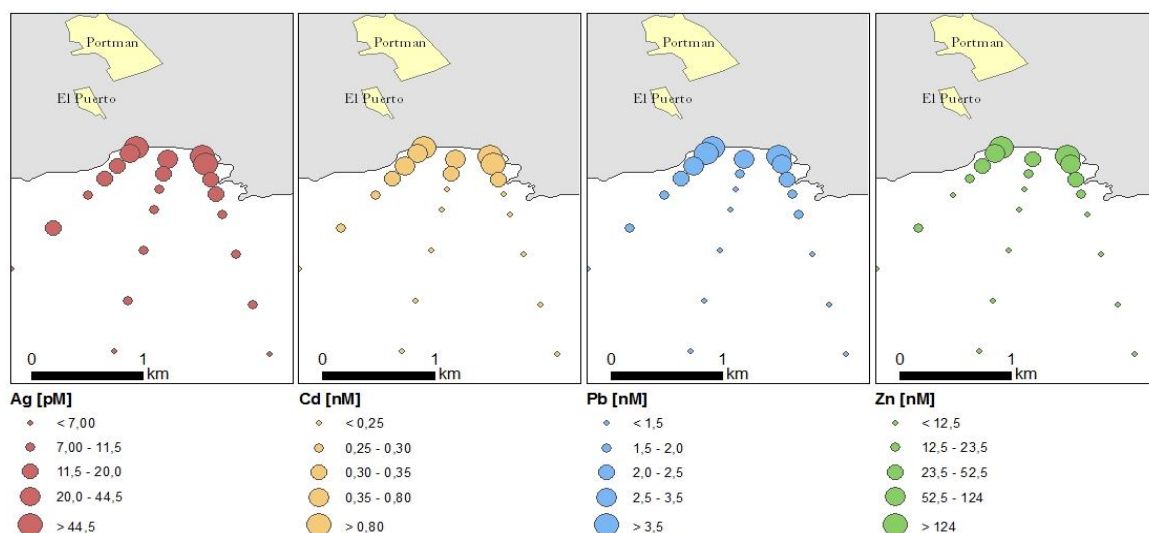 Portman
El Puerto
0 1
km
Portman
El Puerto
0 1
km
Portman
El Puerto
0 1
km
Portman
El Puerto
0 1
km
Ag [pM]
< 7,00
7,00 - 11,5
11,5 - 20,0
20,0 - 44,5
> 44,5
Cd [nM]
< 0,25
0,25 - 0,30
0,30 - 0,35
0,35 - 0,80
> 0,80
Pb [nM]
< 1,5
1,5 - 2,0
2,0 - 2,5
2,5 - 3,5
> 3,5
Zn [nM]
< 12,5
12,5 - 23,5
23,5 - 52,5
52,5 - 124
> 124